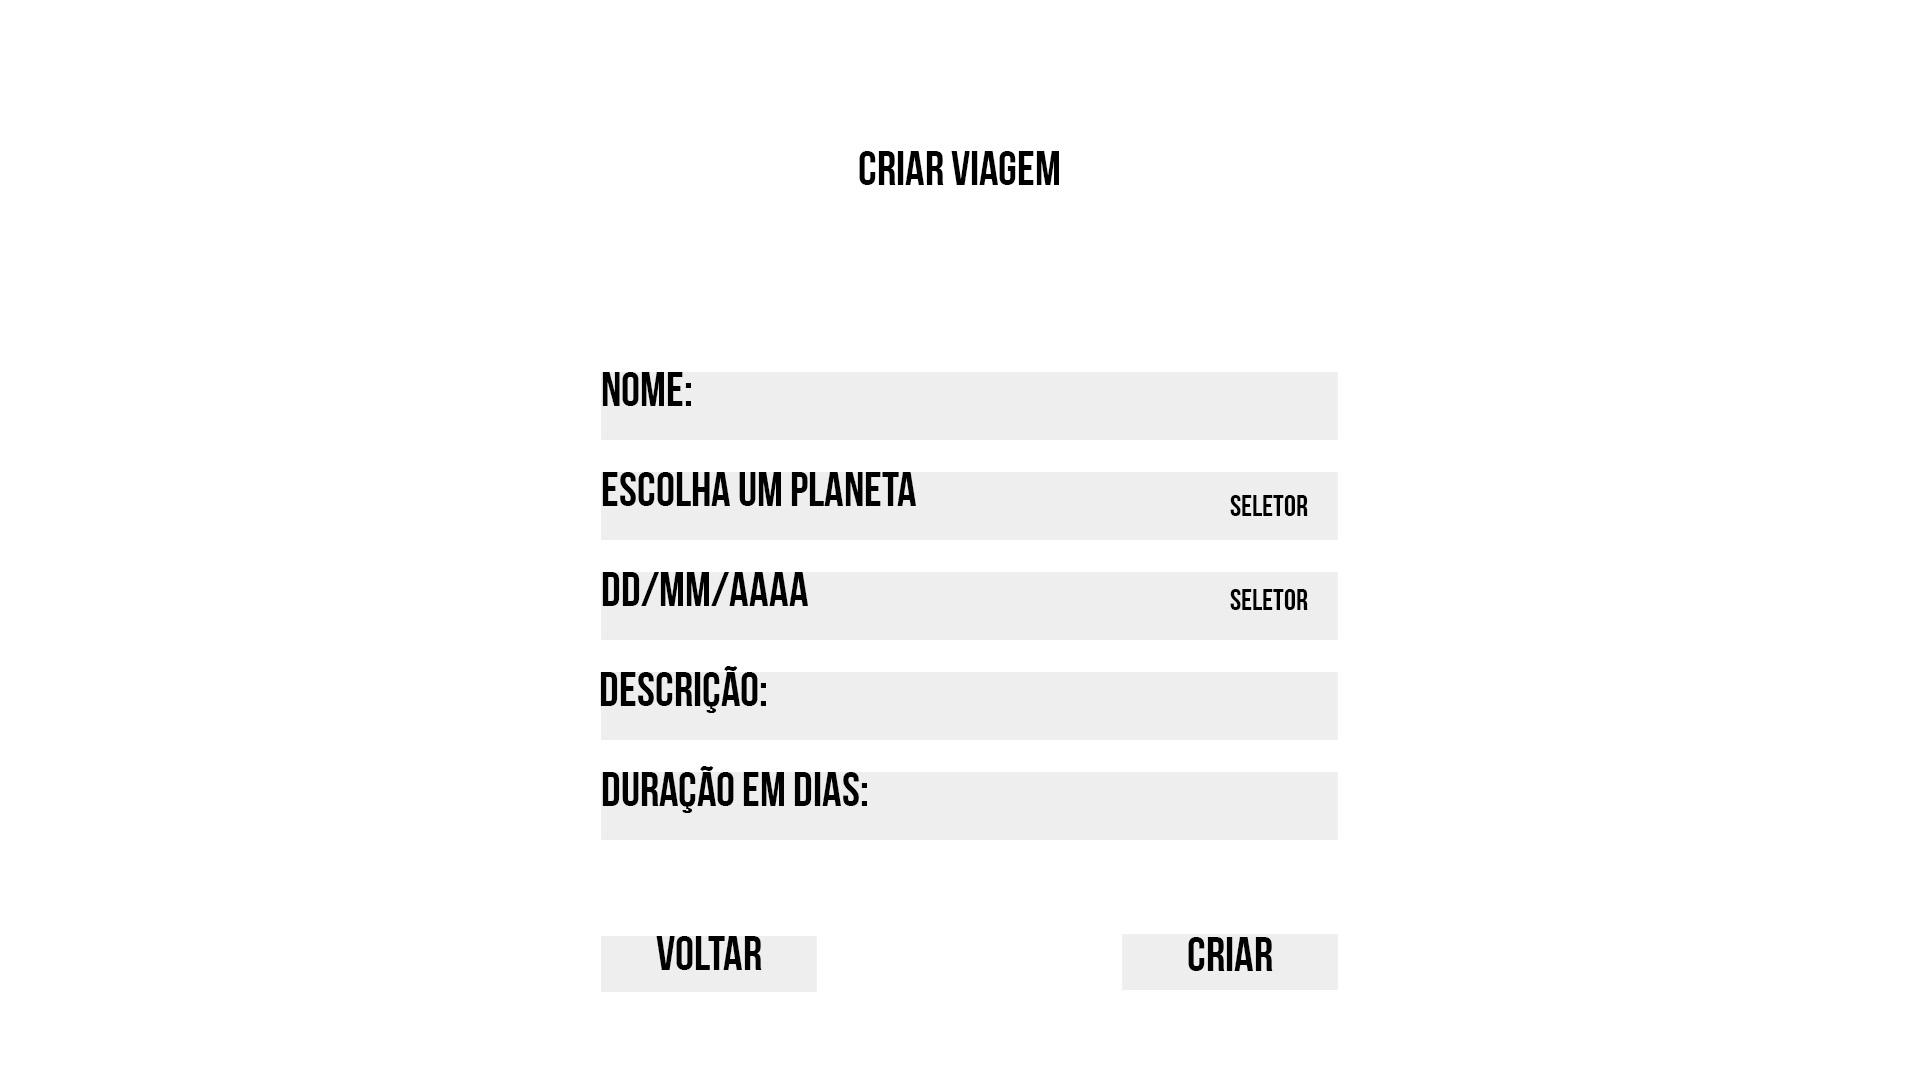 CRIAR VIAGEM
NOME:
ESCOLHA UM PLANETA
SELETOR
DD/MM/AAAA
SELETOR
DESCRIÇÃO:
DURAÇÃO EM DIAS:
VOLTAR
CRIAR